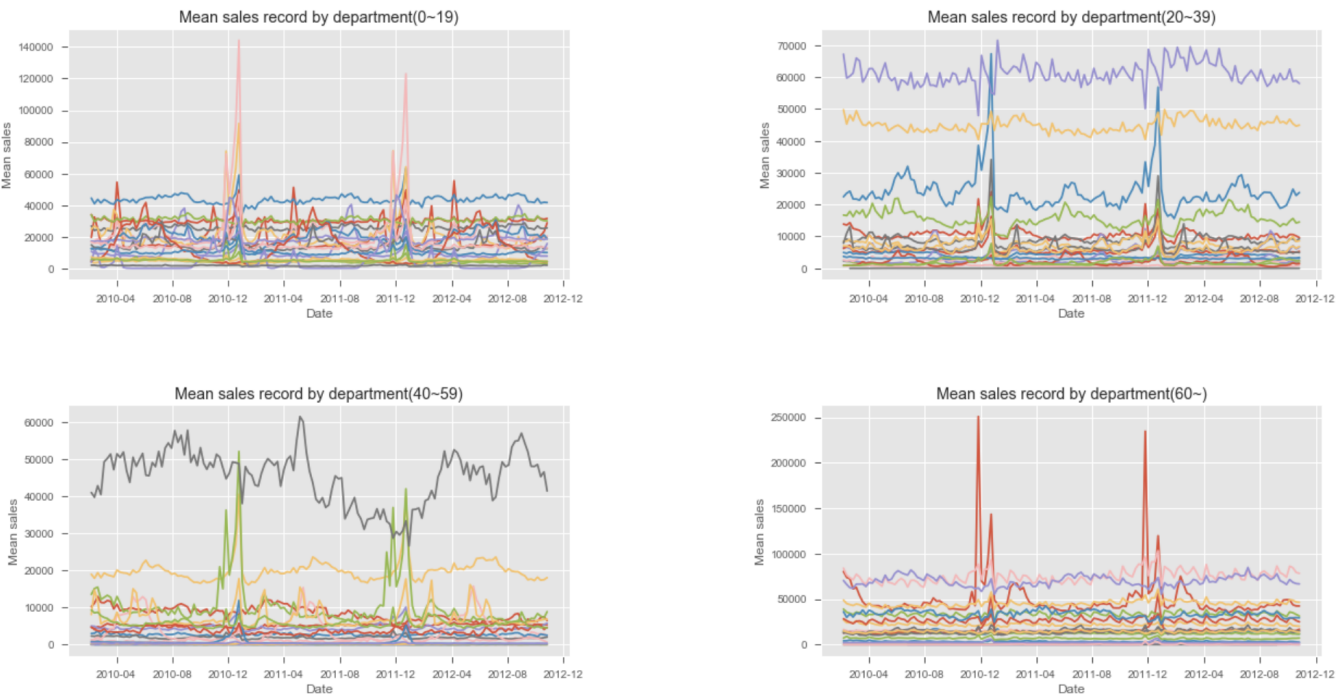 Mean sales record by department(0~19)
140000
120000
100000
80000
60000
40000
20000
0
Mean sales
2010-04 2010-08 2010-12 2011-04 2011-08 2011-12 2012-04 2012-08 2012-12
Date
Mean sales record by department(20~39)
70000
60000
50000
40000
30000
20000
10000
0
Mean sales
2010-04 2010-08 2010-12 2011-04 2011-08 2011-12 2012-04 2012-08 2012-12
Date
Mean sales record by department(40~59)
60000
50000
40000
30000
20000
10000
0
Mean sales
2010-04 2010-08 2010-12 2011-04 2011-08 2011-12 2012-04 2012-08 2012-12
Date
Mean sales record by department(60~)
250000
200000
150000
100000
50000
0
Mean sales
2010-04 2010-08 2010-12 2011-04 2011-08 2011-12 2012-04 2012-08 2012-12
Date